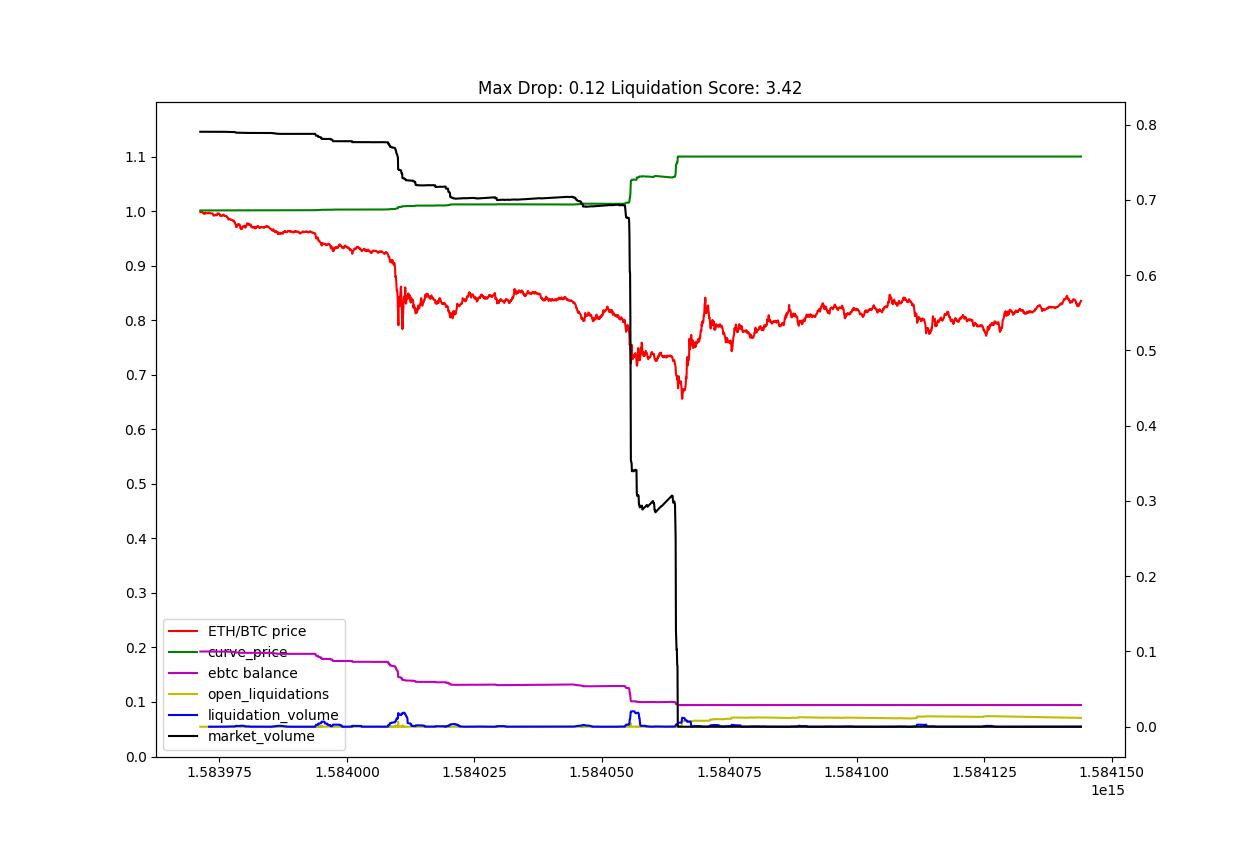 Max Drop: 0.12 Liquidation Score: 3.42
1.1
1.0
0.9
0.8
0.7
0.6
0.5
0.4
0.3
0.2
0.1
0.0
0.8
0.7
0.6
0.5
0.4
0.3
0.2
0.1
0.0
ETH/BTC price
curve_price
ebtc balance
open_liquidations
liquidation_volume
market_volume
1.583975 1.584000 1.584025 1.584050 1.584075 1.584100 1.584125 1.584150
1e15